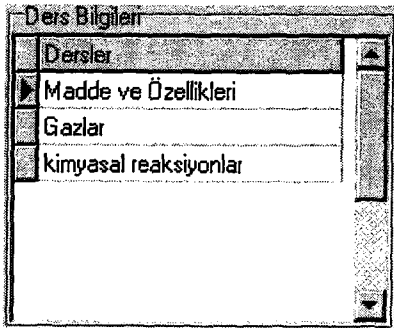 Ders Bilgileri
Dersler
Madde ve Özellikleri
Gazlar
kimyasal reaksiyonlar